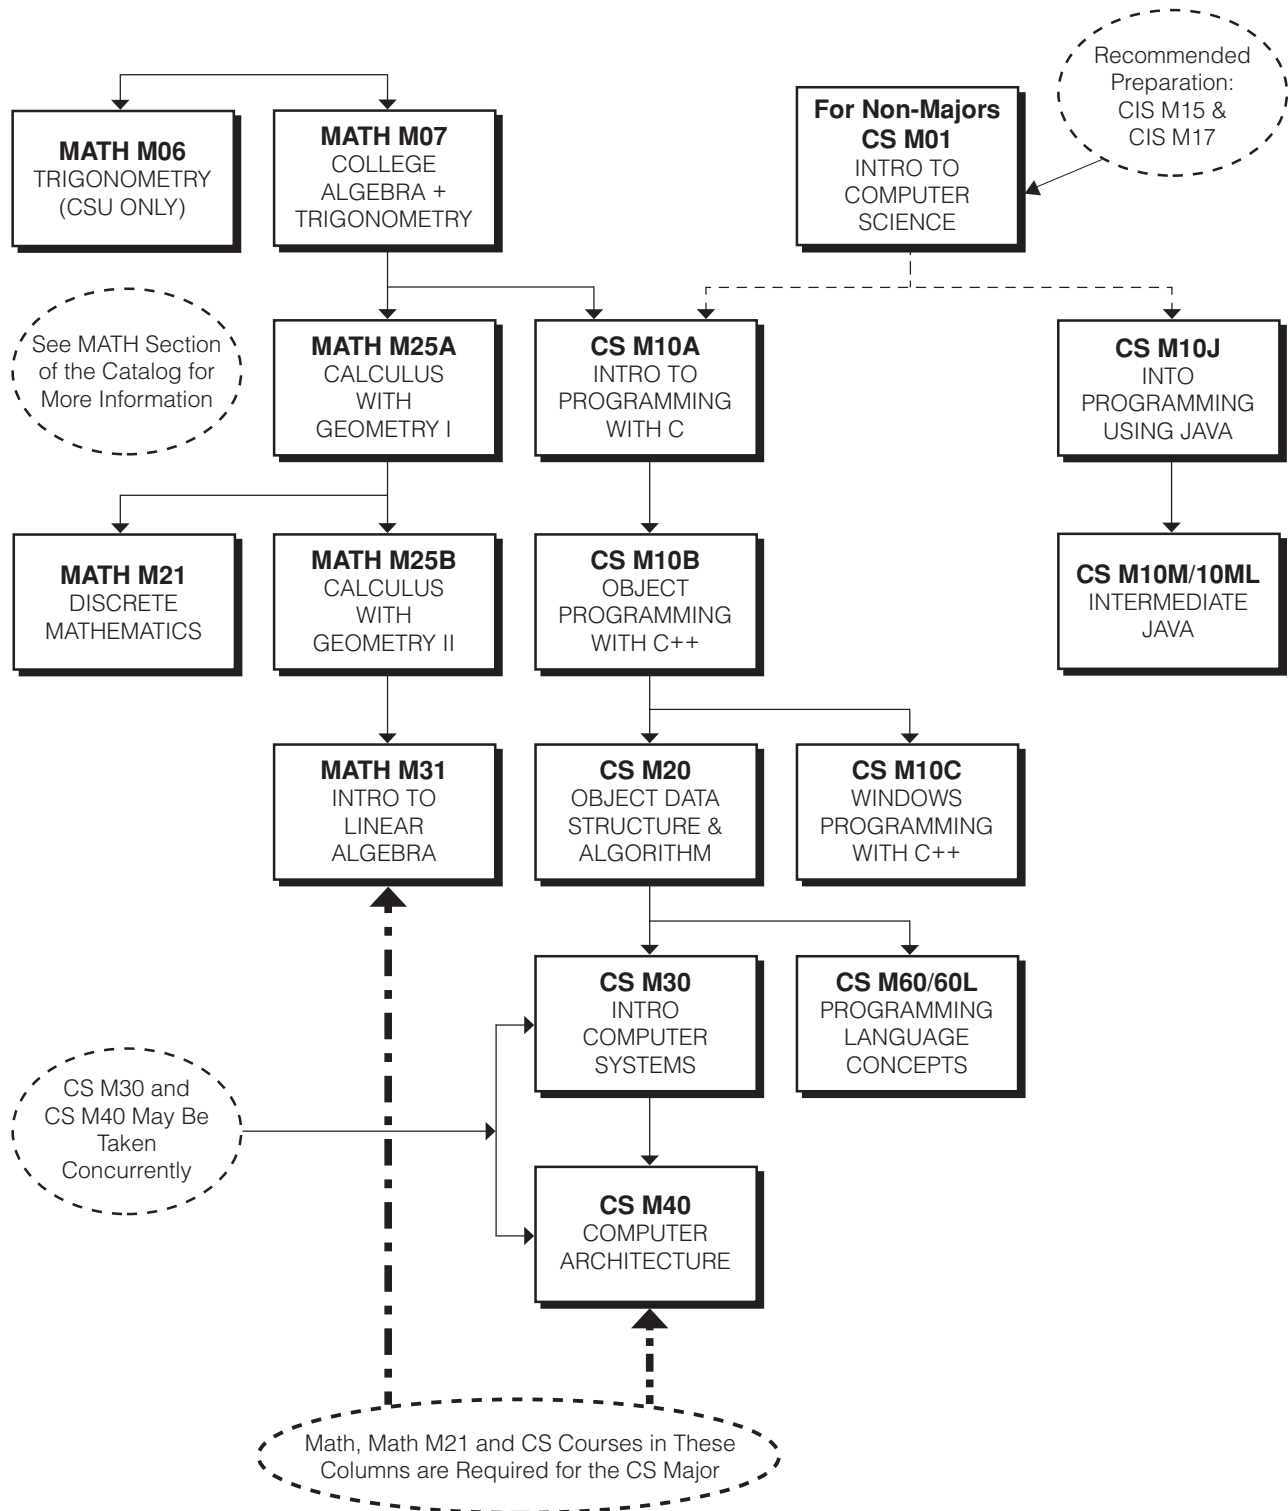 Recommended
Preparation:
CIS M15 &
CIS M17
MATH M06
TRIGONOMETRY
(CSU ONLY)
MATH M07
COLLEGE
ALGEBRA +
TRIGONOMETRY
For Non-Majors
CS M01
INTRO TO
COMPUTER
SCIENCE
See MATH Section
of the Catalog for
More Information
MATH M25A
CALCULUS
WITH
GEOMETRY I
CS M10A
INTRO TO
PROGRAMMING
WITH C
CS M10J
INTO
PROGRAMMING
USING JAVA
MATH M21
DISCRETE
MATHEMATICS
MATH M25B
CALCULUS
WITH
GEOMETRY II
CS M10B
OBJECT
PROGRAMMING
WITH C++
CS M10M/10ML
INTERMEDIATE
JAVA
MATH M31
INTRO TO
LINEAR
ALGEBRA
CS M20
OBJECT DATA
STRUCTURE &
ALGORITHM
CS M10C
WINDOWS
PROGRAMMING
WITH C++
CS M30
INTRO
COMPUTER
SYSTEMS
CS M60/60L
PROGRAMMING
LANGUAGE
CONCEPTS
CS M30 and
CS M40 May Be
Taken
Concurrently
CS M40
COMPUTER
ARCHITECTURE
Math, Math M21 and CS Courses in These
Columns are Required for the CS Major